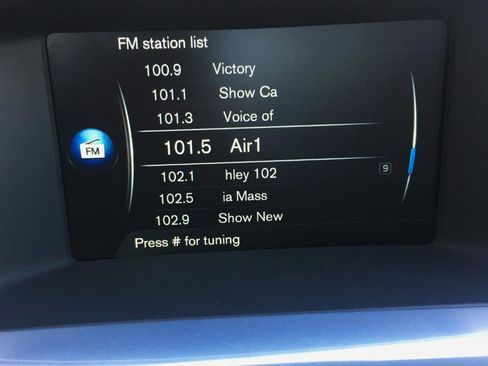 FM station list
100.9 Victory
101.1 Show Ca
101.3 Voice of
FM
101.5 Air1
102.1 hley 102
9
102.5 ia Mass
102.9 Show New
Press # for tuning